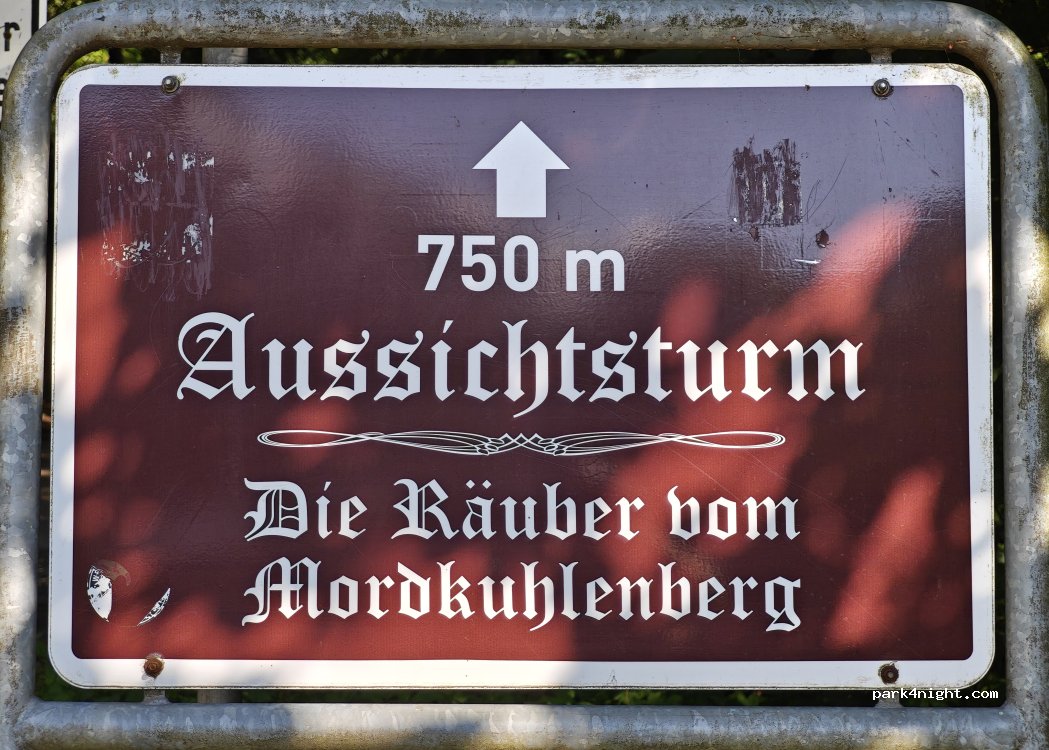 r
750 m
Aussichtsturm
Die Räuber vom
Mordkuhlenberg
park4night.com